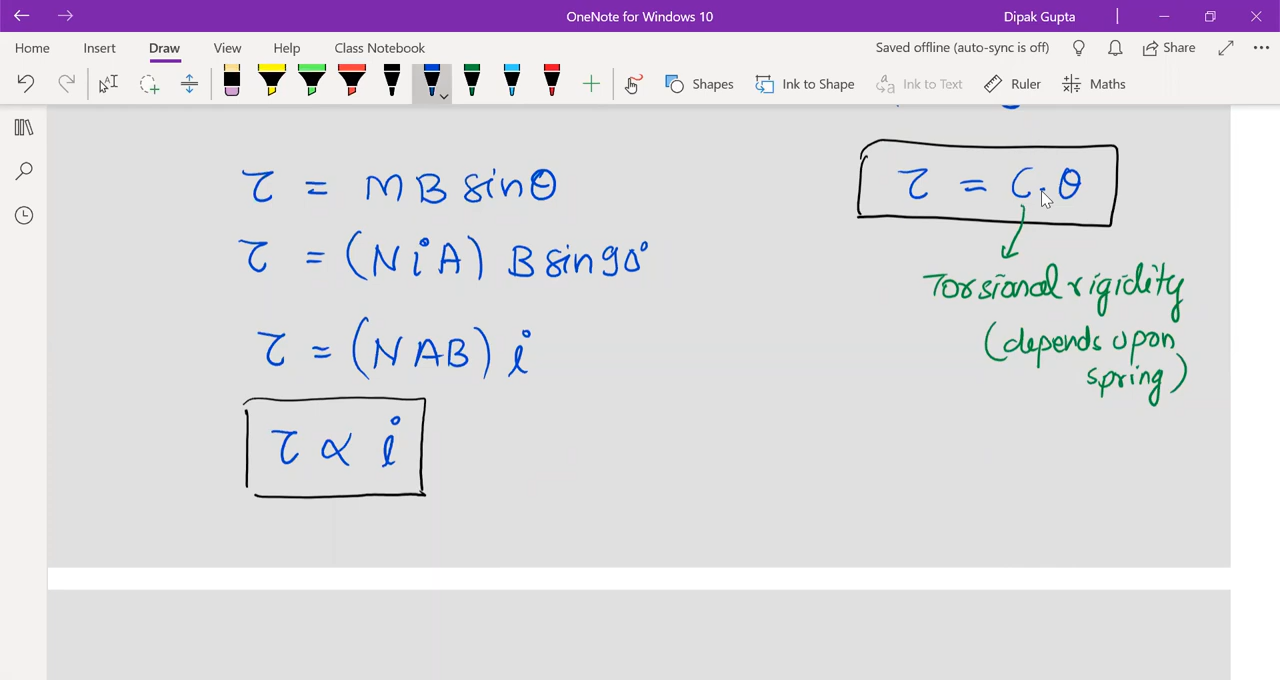 OneNote for Windows 10
Dipak Gupta
Home Insert Draw View Help Class Notebook
Saved offline (auto-sync is off)
Share
Shapes
Ink to Shape
Ink to Text
Ruler
Maths
τ = MB sinθ
τ = (NiA) B sin90°
τ = (NAB) i
τ ∝ i
τ = C.θ
Torsional rigidity
(depends upon
spring)